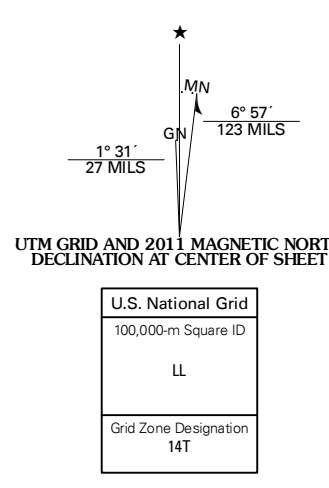 ★
MN
GN
6° 57´
123 MILS
1° 31´
27 MILS
UTM GRID AND 2011 MAGNETIC NORT
DECLINATION AT CENTER OF SHEET
U.S. National Grid
100,000-m Square ID
LL
Grid Zone Designation
14T